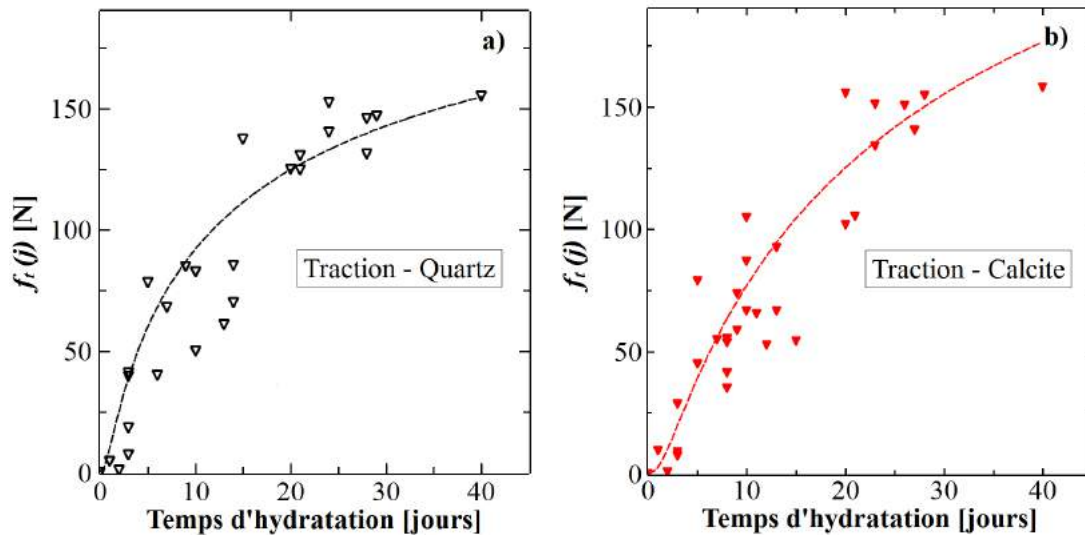 a)
150
100
50
0
f_t(j) [N]
Traction - Quartz
0 10 20 30 40
Temps d'hydratation [jours]
b)
150
100
50
0
f_t(j) [N]
Traction - Calcite
0 10 20 30 40
Temps d'hydratation [jours]